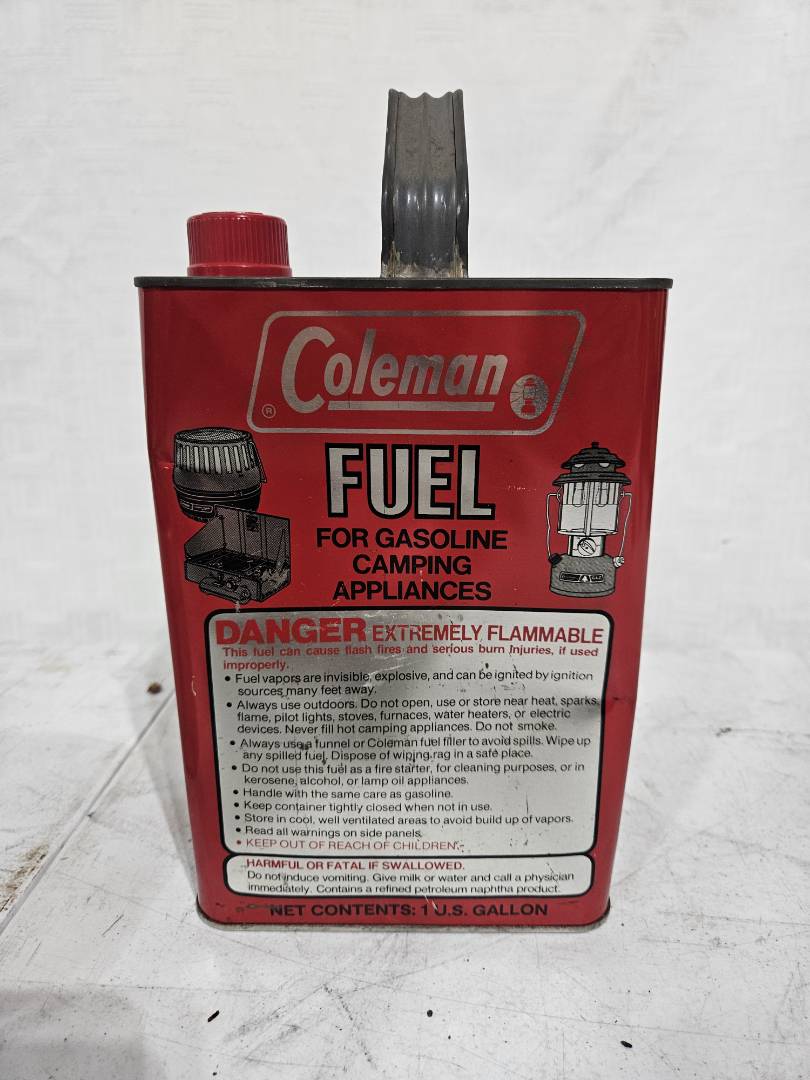 Coleman
®
FUEL
FOR GASOLINE
CAMPING
APPLIANCES
DANGER EXTREMELY FLAMMABLE
This fuel can cause flash fires and serious burn injuries, if used
improperly.
• Fuel vapors are invisible, explosive, and can be ignited by ignition
sources many feet away.
• Always use outdoors. Do not open, use or store near heat, sparks,
flame, pilot lights, stoves, furnaces, water heaters, or electric
devices. Never fill hot camping appliances. Do not smoke.
• Always use a funnel or Coleman fuel filler to avoid spills. Wipe up
any spilled fuel. Dispose of wiping rag in a safe place.
• Do not use this fuel as a fire starter, for cleaning purposes, or in
kerosene, alcohol, or lamp oil appliances.
• Handle with the same care as gasoline.
• Keep container tightly closed when not in use.
• Store in cool, well ventilated areas to avoid build up of vapors.
• Read all warnings on side panels.
• KEEP OUT OF REACH OF CHILDREN.
HARMFUL OR FATAL IF SWALLOWED.
Do not induce vomiting. Give milk or water and call a physician
immediately. Contains a refined petroleum naphtha product.
NET CONTENTS: 1 U.S. GALLON